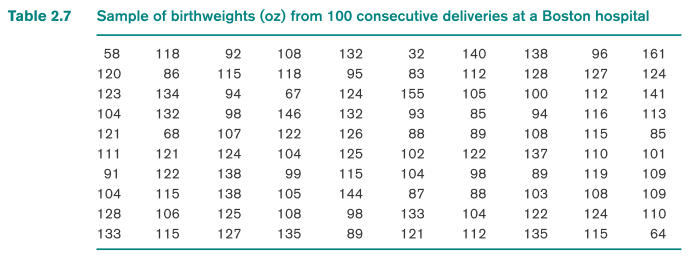 Table 2.7 Sample of birthweights (oz) from 100 consecutive deliveries at a Boston hospital
58 118 92 108 132 32 140 138 96 161
120 86 115 118 95 83 112 128 127 124
123 134 94 67 124 155 105 100 112 141
104 132 98 146 132 93 85 94 116 113
121 68 107 122 126 88 89 108 115 85
111 121 124 104 125 102 122 137 110 101
91 122 138 99 115 104 98 89 119 109
104 115 138 105 144 87 88 103 108 109
128 106 125 108 98 133 104 122 124 110
133 115 127 135 89 121 112 135 115 64